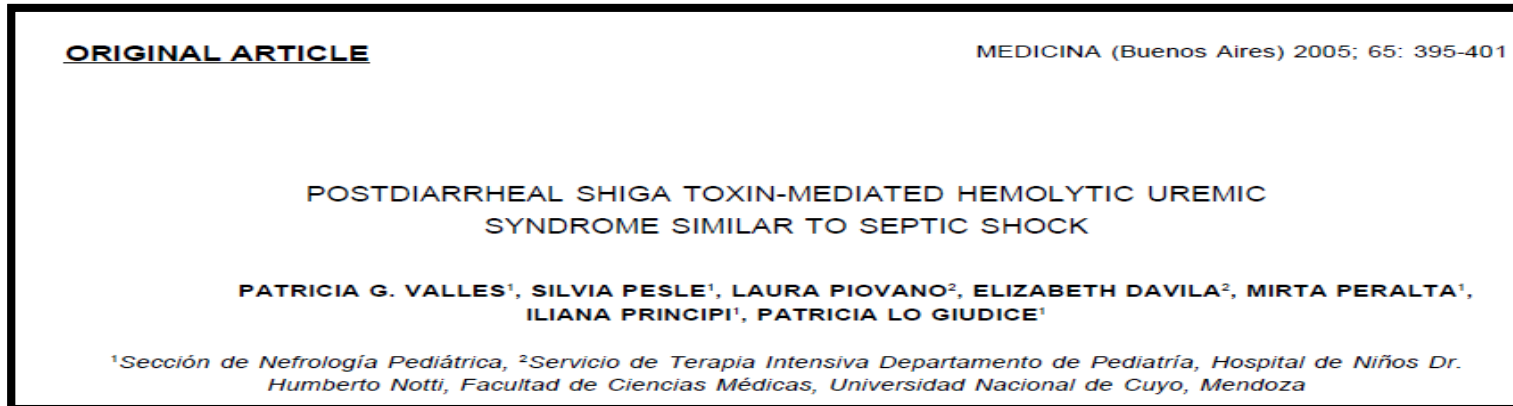 ORIGINAL ARTICLE
MEDICINA (Buenos Aires) 2005; 65: 395-401
POSTDIARRHEAL SHIGA TOXIN-MEDIATED HEMOLYTIC UREMIC
SYNDROME SIMILAR TO SEPTIC SHOCK
PATRICIA G. VALLES¹, SILVIA PESLE¹, LAURA PIOVANO², ELIZABETH DAVILA², MIRTA PERALTA¹,
ILIANA PRINCIPI¹, PATRICIA LO GIUDICE¹
¹Sección de Nefrología Pediátrica, ²Servicio de Terapia Intensiva Departamento de Pediatría, Hospital de Niños Dr.
Humberto Notti, Facultad de Ciencias Médicas, Universidad Nacional de Cuyo, Mendoza